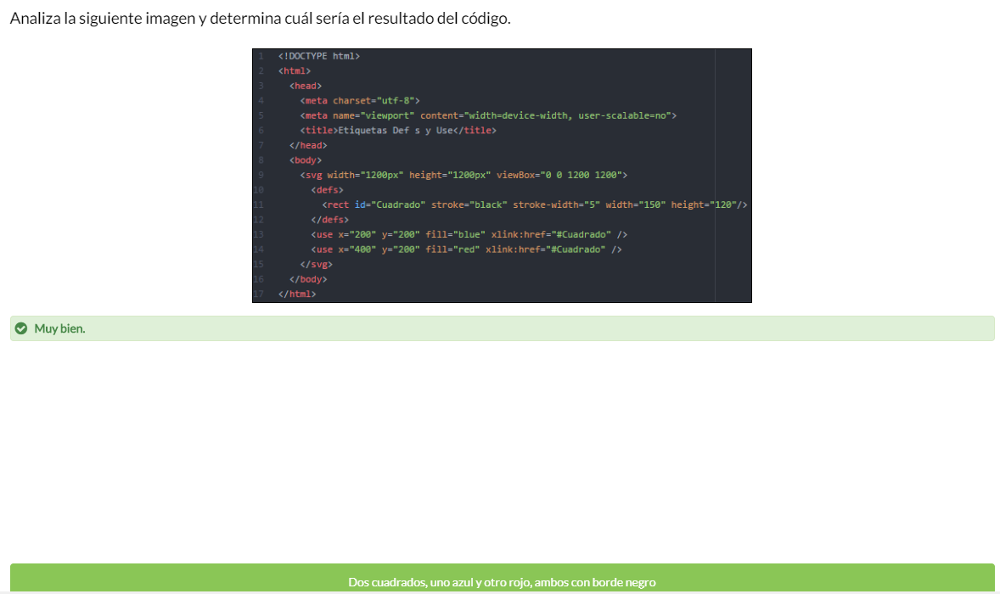 Analiza la siguiente imagen y determina cuál sería el resultado del código.
1 <!DOCTYPE html>
2 <html>
3 <head>
4 <meta charset="utf-8">
5 <meta name="viewport" content="width=device-width, user-scalable=no">
6 <title>Etiquetas Def s y Use</title>
7 </head>
8 <body>
9 <svg width="1200px" height="1200px" viewBox="0 0 1200 1200">
10 <defs>
11 <rect id="Cuadrado" stroke="black" stroke-width="5" width="150" height="120"/>
12 </defs>
13 <use x="200" y="200" fill="blue" xlink:href="#Cuadrado" />
14 <use x="400" y="200" fill="red" xlink:href="#Cuadrado" />
15 </svg>
16 </body>
17 </html>
Muy bien.
Dos cuadrados, uno azul y otro rojo, ambos con borde negro